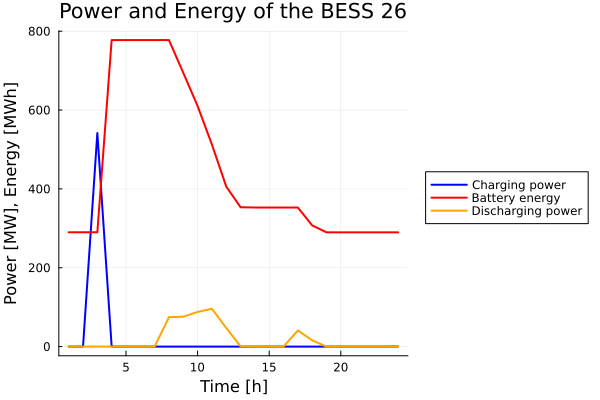 Power and Energy of the BESS 26
Power [MW], Energy [MWh]
800
600
400
200
0
5 10 15 20
Time [h]
Charging power
Battery energy
Discharging power